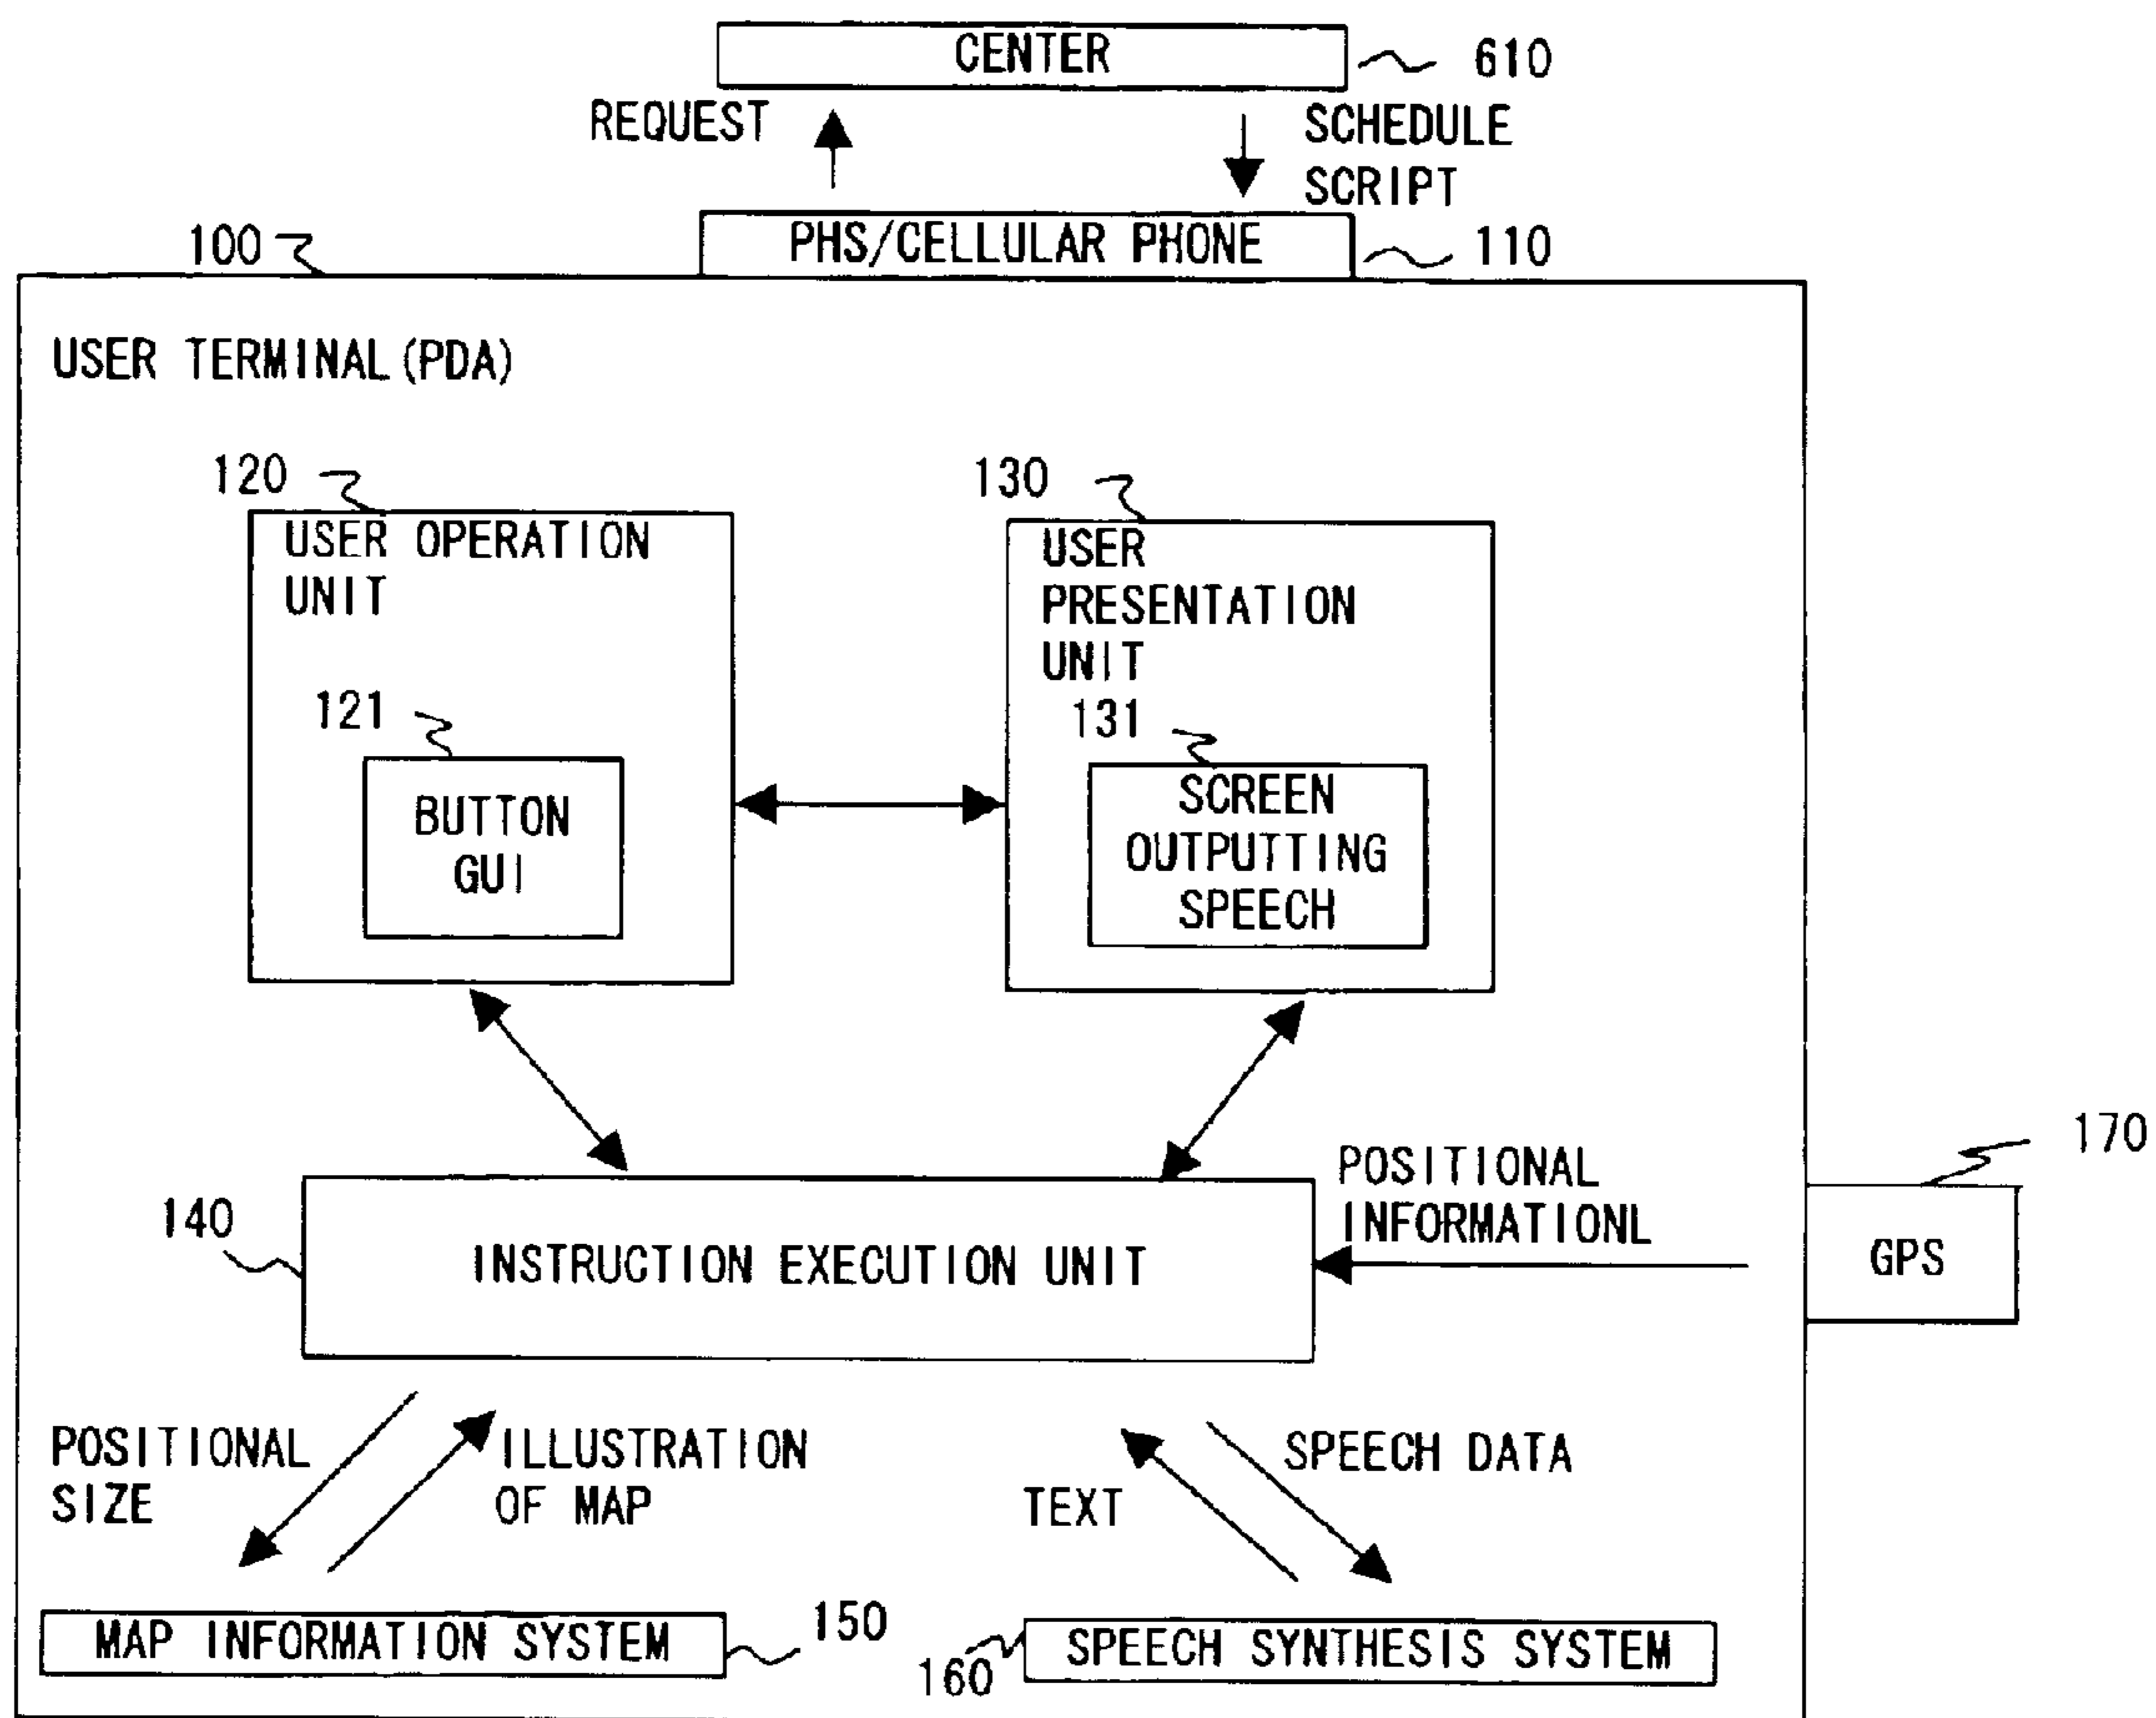 CENTER
610
REQUEST
SCHEDULE
SCRIPT
PHS/CELLULAR PHONE
110
100
USER TERMINAL(PDA)
120
USER OPERATION
UNIT
121
BUTTON
GUI
130
USER
PRESENTATION
UNIT
131
SCREEN
OUTPUTTING
SPEECH
140
INSTRUCTION EXECUTION UNIT
POSITIONAL
INFORMATIONL
170
GPS
POSITIONAL
SIZE
ILLUSTRATION
OF MAP
TEXT
SPEECH DATA
MAP INFORMATION SYSTEM
150
160
SPEECH SYNTHESIS SYSTEM